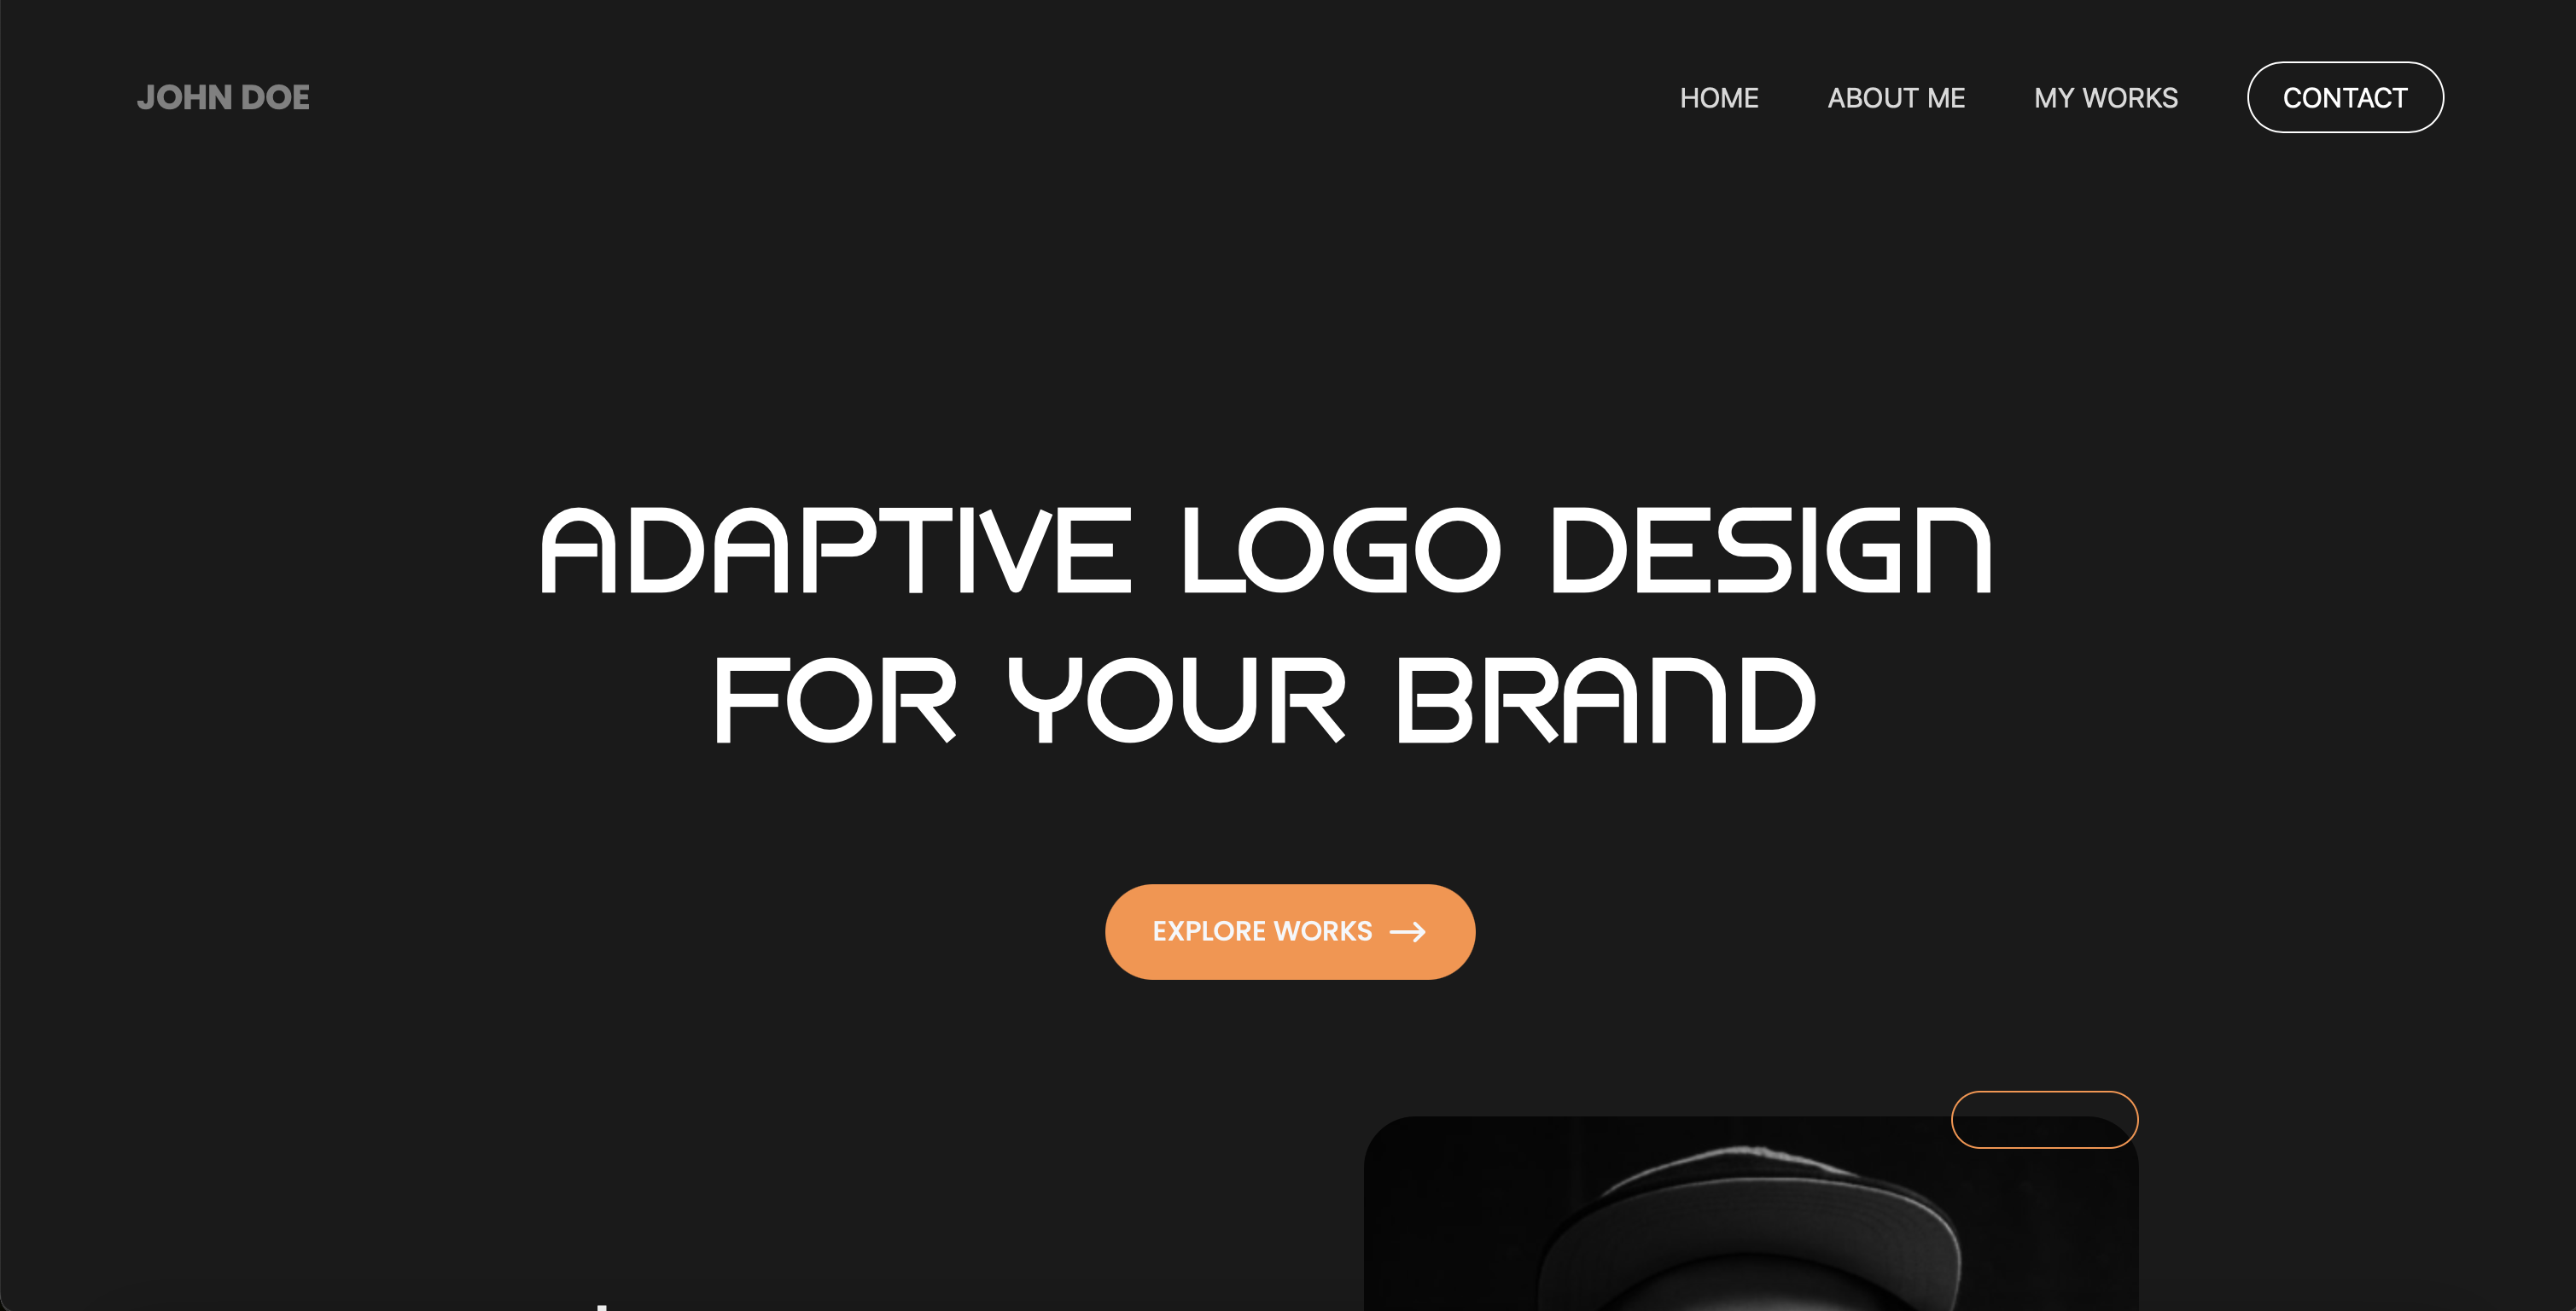 JOHN DOE
HOME ABOUT ME MY WORKS CONTACT
ADAPTIVE LOGO DESIGN
FOR YOUR BRAND
EXPLORE WORKS